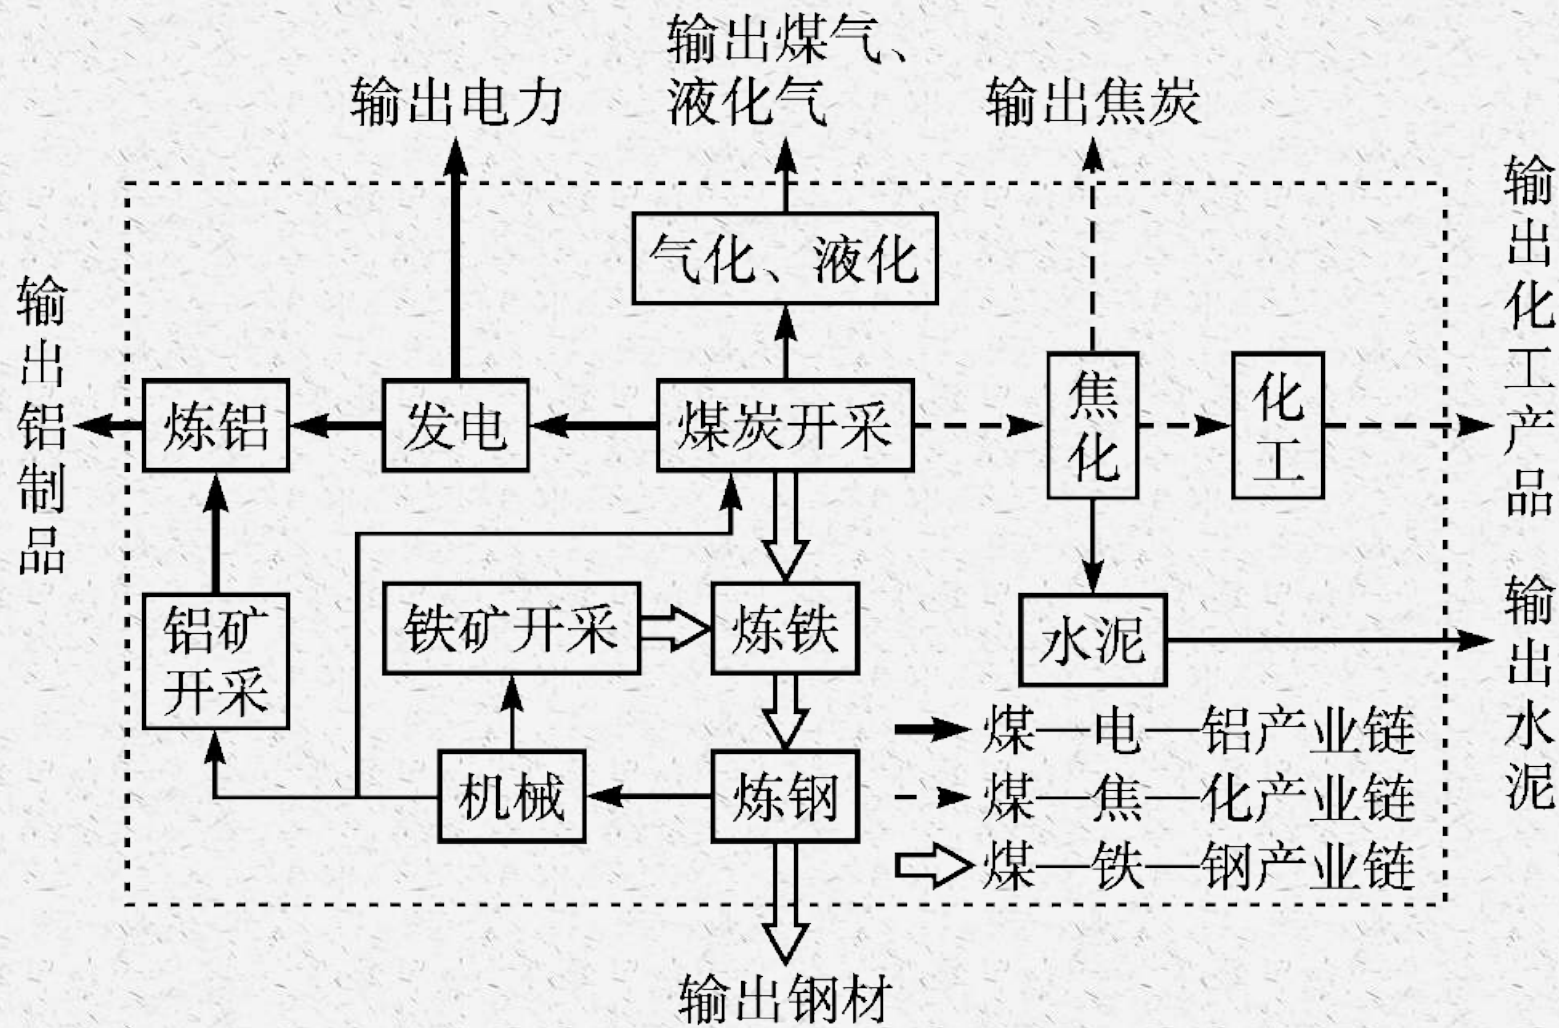 输出煤气、
液化气
输出电力
输出焦炭
气化、液化
输出铝制品
炼铝
发电
煤炭开采
焦化
化工
输出化工产品
铝矿
开采
铁矿开采
炼铁
水泥
输出水泥
机械
炼钢
煤—电—铝产业链
煤—焦—化产业链
煤—铁—钢产业链
输出钢材